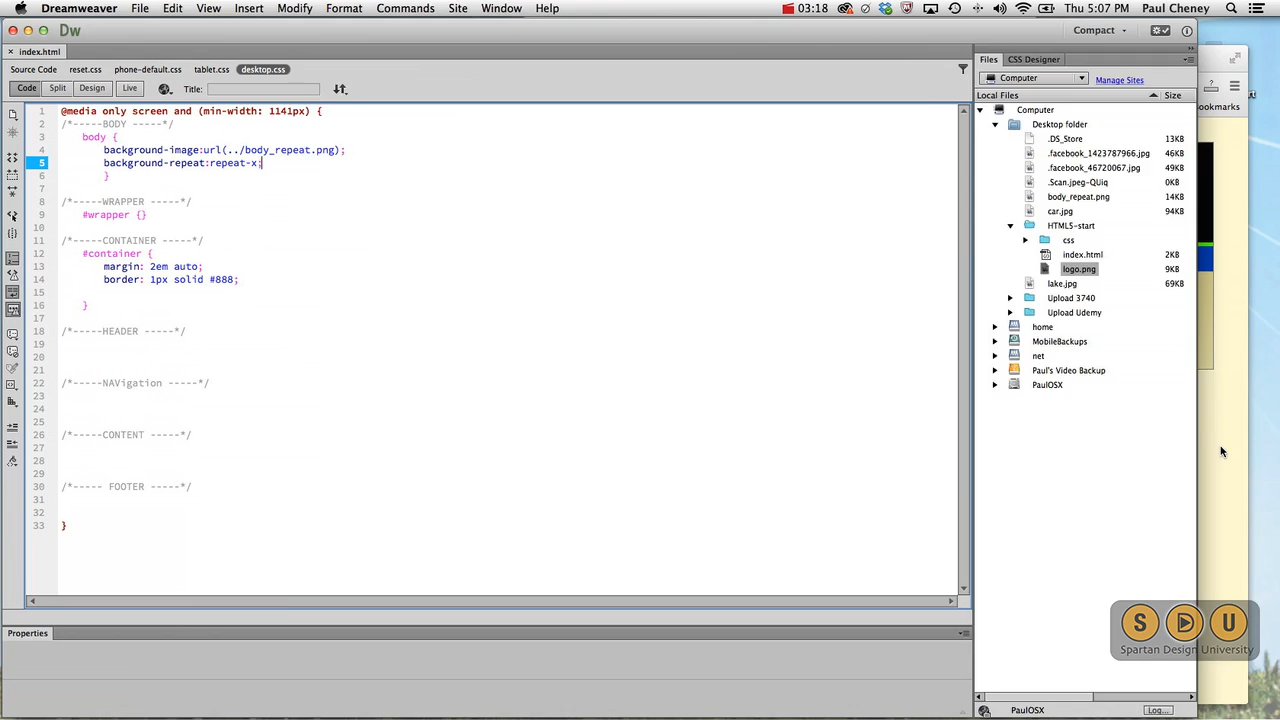 Dreamweaver File Edit View Insert Modify Format Commands Site Window Help 03:18 Thu 5:07 PM Paul Cheney
Dw Compact
index.html
Source Code reset.css phone-default.css tablet.css desktop.css
Code Split Design Live Title:
1 @media only screen and (min-width: 1141px) {
2 /*-----BODY -----*/
3 body {
4 background-image:url(../body_repeat.png);
5 background-repeat:repeat-x;
6 }
7
8 /*-----WRAPPER -----*/
9 #wrapper {}
10
11 /*-----CONTAINER -----*/
12 #container {
13 margin: 2em auto;
14 border: 1px solid #888;
15
16 }
17
18 /*-----HEADER -----*/
19
20
21
22 /*-----NAVigation -----*/
23
24
25
26 /*-----CONTENT -----*/
27
28
29
30 /*----- FOOTER -----*/
31
32
33 }
Properties
Files CSS Designer
Computer Manage Sites
Local Files Size
Computer
Desktop folder
.DS_Store 13KB
.facebook_1423787966.jpg 46KB
.facebook_46720067.jpg 49KB
.Scan.jpeg-QUiq 0KB
body_repeat.png 14KB
car.jpg 94KB
HTML5-start
css
index.html 2KB
logo.png 9KB
lake.jpg 69KB
Upload 3740
Upload Udemy
home
MobileBackups
net
Paul's Video Backup
PaulOSX
PaulOSX Log...
ookmarks
S D U
Spartan Design University